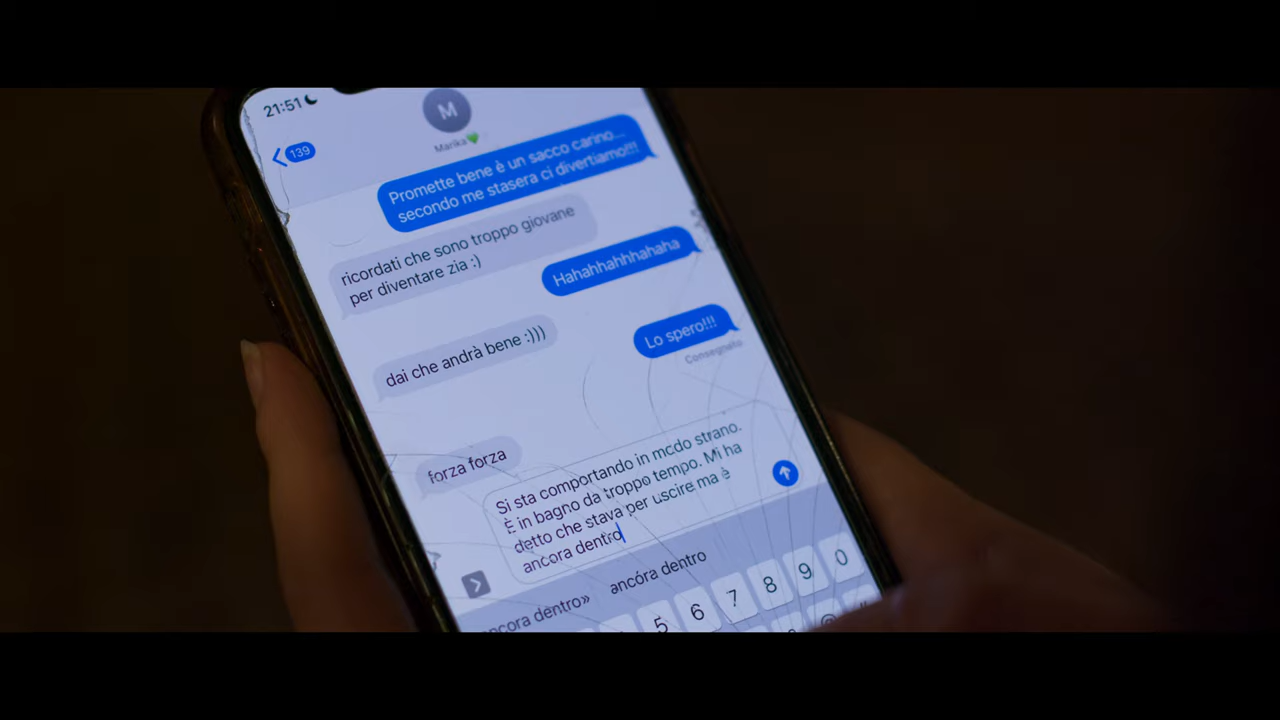 21:51
139
M
Marika💚
Promette bene è un sacco carino...
secondo me stasera ci divertiamo!!!
ricordati che sono troppo giovane
per diventare zia :)
Hahahhahhhahaha
dai che andrà bene :)))
Lo spero!!!
Consegnato
forza forza
Si sta comportando in modo strano.
È in bagno da troppo tempo. Mi ha
detto che stava per uscire ma è
ancora dentro
ancora dentro» ancóra dentro
5 6 7 8 9 0
@